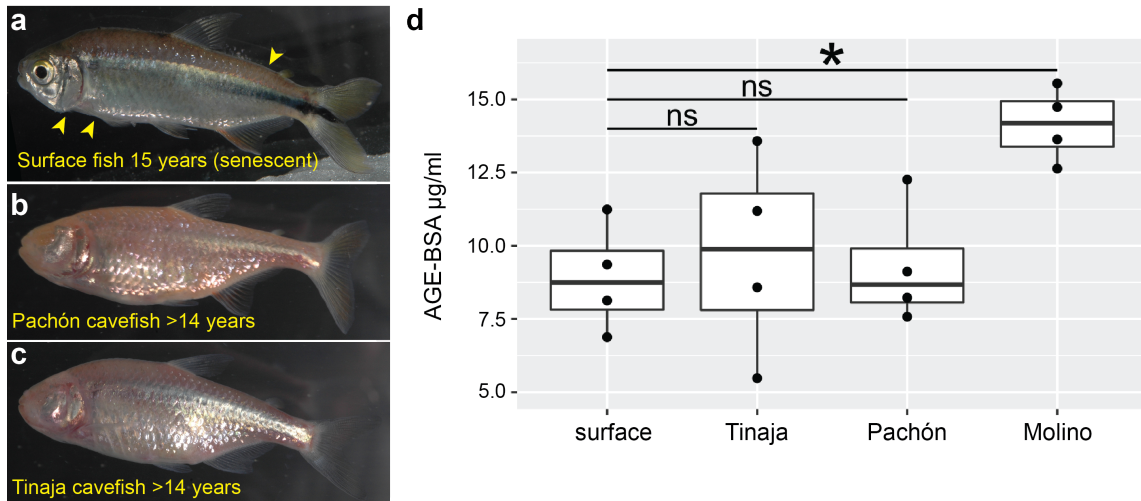 a
Surface fish 15 years (senescent)
b
Pachón cavefish >14 years
c
Tinaja cavefish >14 years
d
*
ns
ns
AGE-BSA µg/ml
15.0
12.5
10.0
7.5
5.0
surface Tinaja Pachón Molino